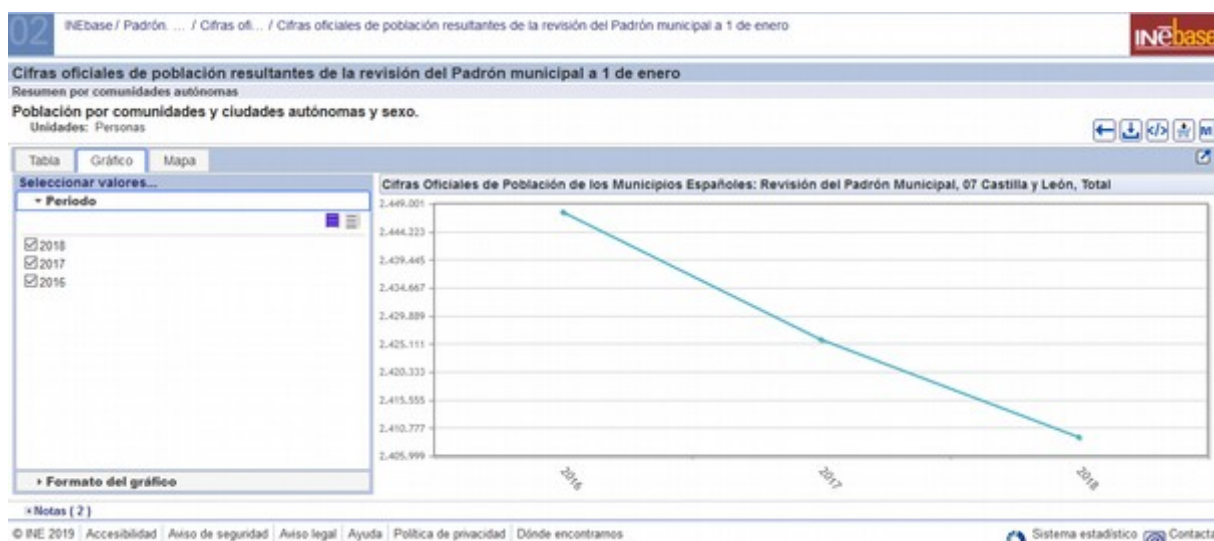 02
INEbase / Padrón. ... / Cifras ofi... / Cifras oficiales de población resultantes de la revisión del Padrón municipal a 1 de enero
INEbase
Cifras oficiales de población resultantes de la revisión del Padrón municipal a 1 de enero
Resumen por comunidades autónomas
Población por comunidades y ciudades autónomas y sexo.
Unidades: Personas
</>
M
Tabla Gráfico Mapa
Seleccionar valores...
Periodo
2018
2017
2016
Formato del gráfico
Cifras Oficiales de Población de los Municipios Españoles: Revisión del Padrón Municipal, 07 Castilla y León, Total
2.449.001
2.444.223
2.439.445
2.434.667
2.429.889
2.425.111
2.420.333
2.415.555
2.410.777
2.405.999
2016 2017 2018
Notas ( 2 )
© INE 2019 Accesibilidad Aviso de seguridad Aviso legal Ayuda Política de privacidad Dónde encontrarnos
Sistema estadístico Contacta